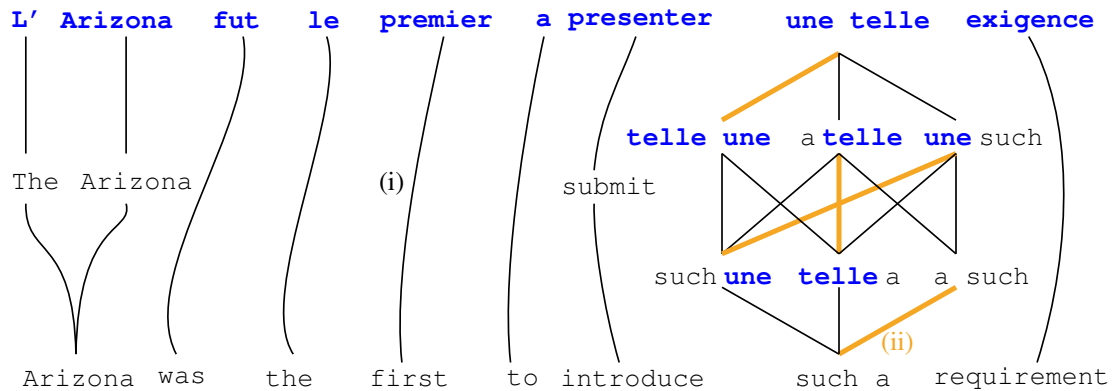 L' Arizona fut le premier a presenter une telle exigence
telle une a telle une such
The Arizona (i) submit
such une telle a a such
(ii)
Arizona was the first to introduce such a requirement